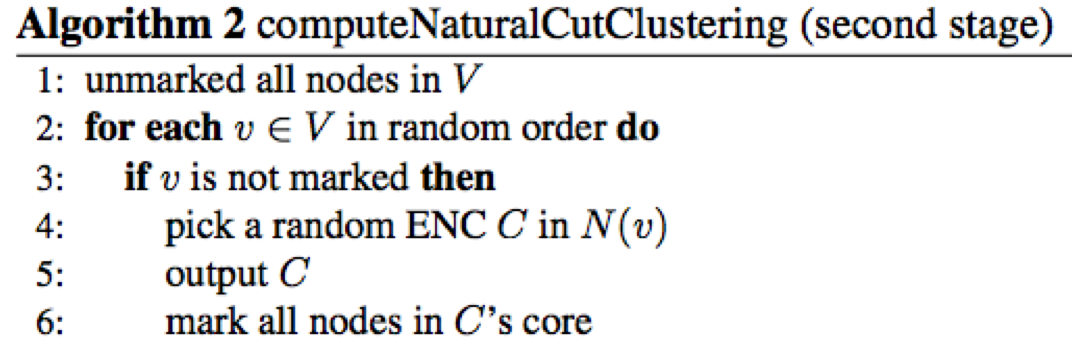 Algorithm 2 computeNaturalCutClustering (second stage)
1: unmarked all nodes in V
2: for each v ∈ V in random order do
3: if v is not marked then
4: pick a random ENC C in N(v)
5: output C
6: mark all nodes in C's core